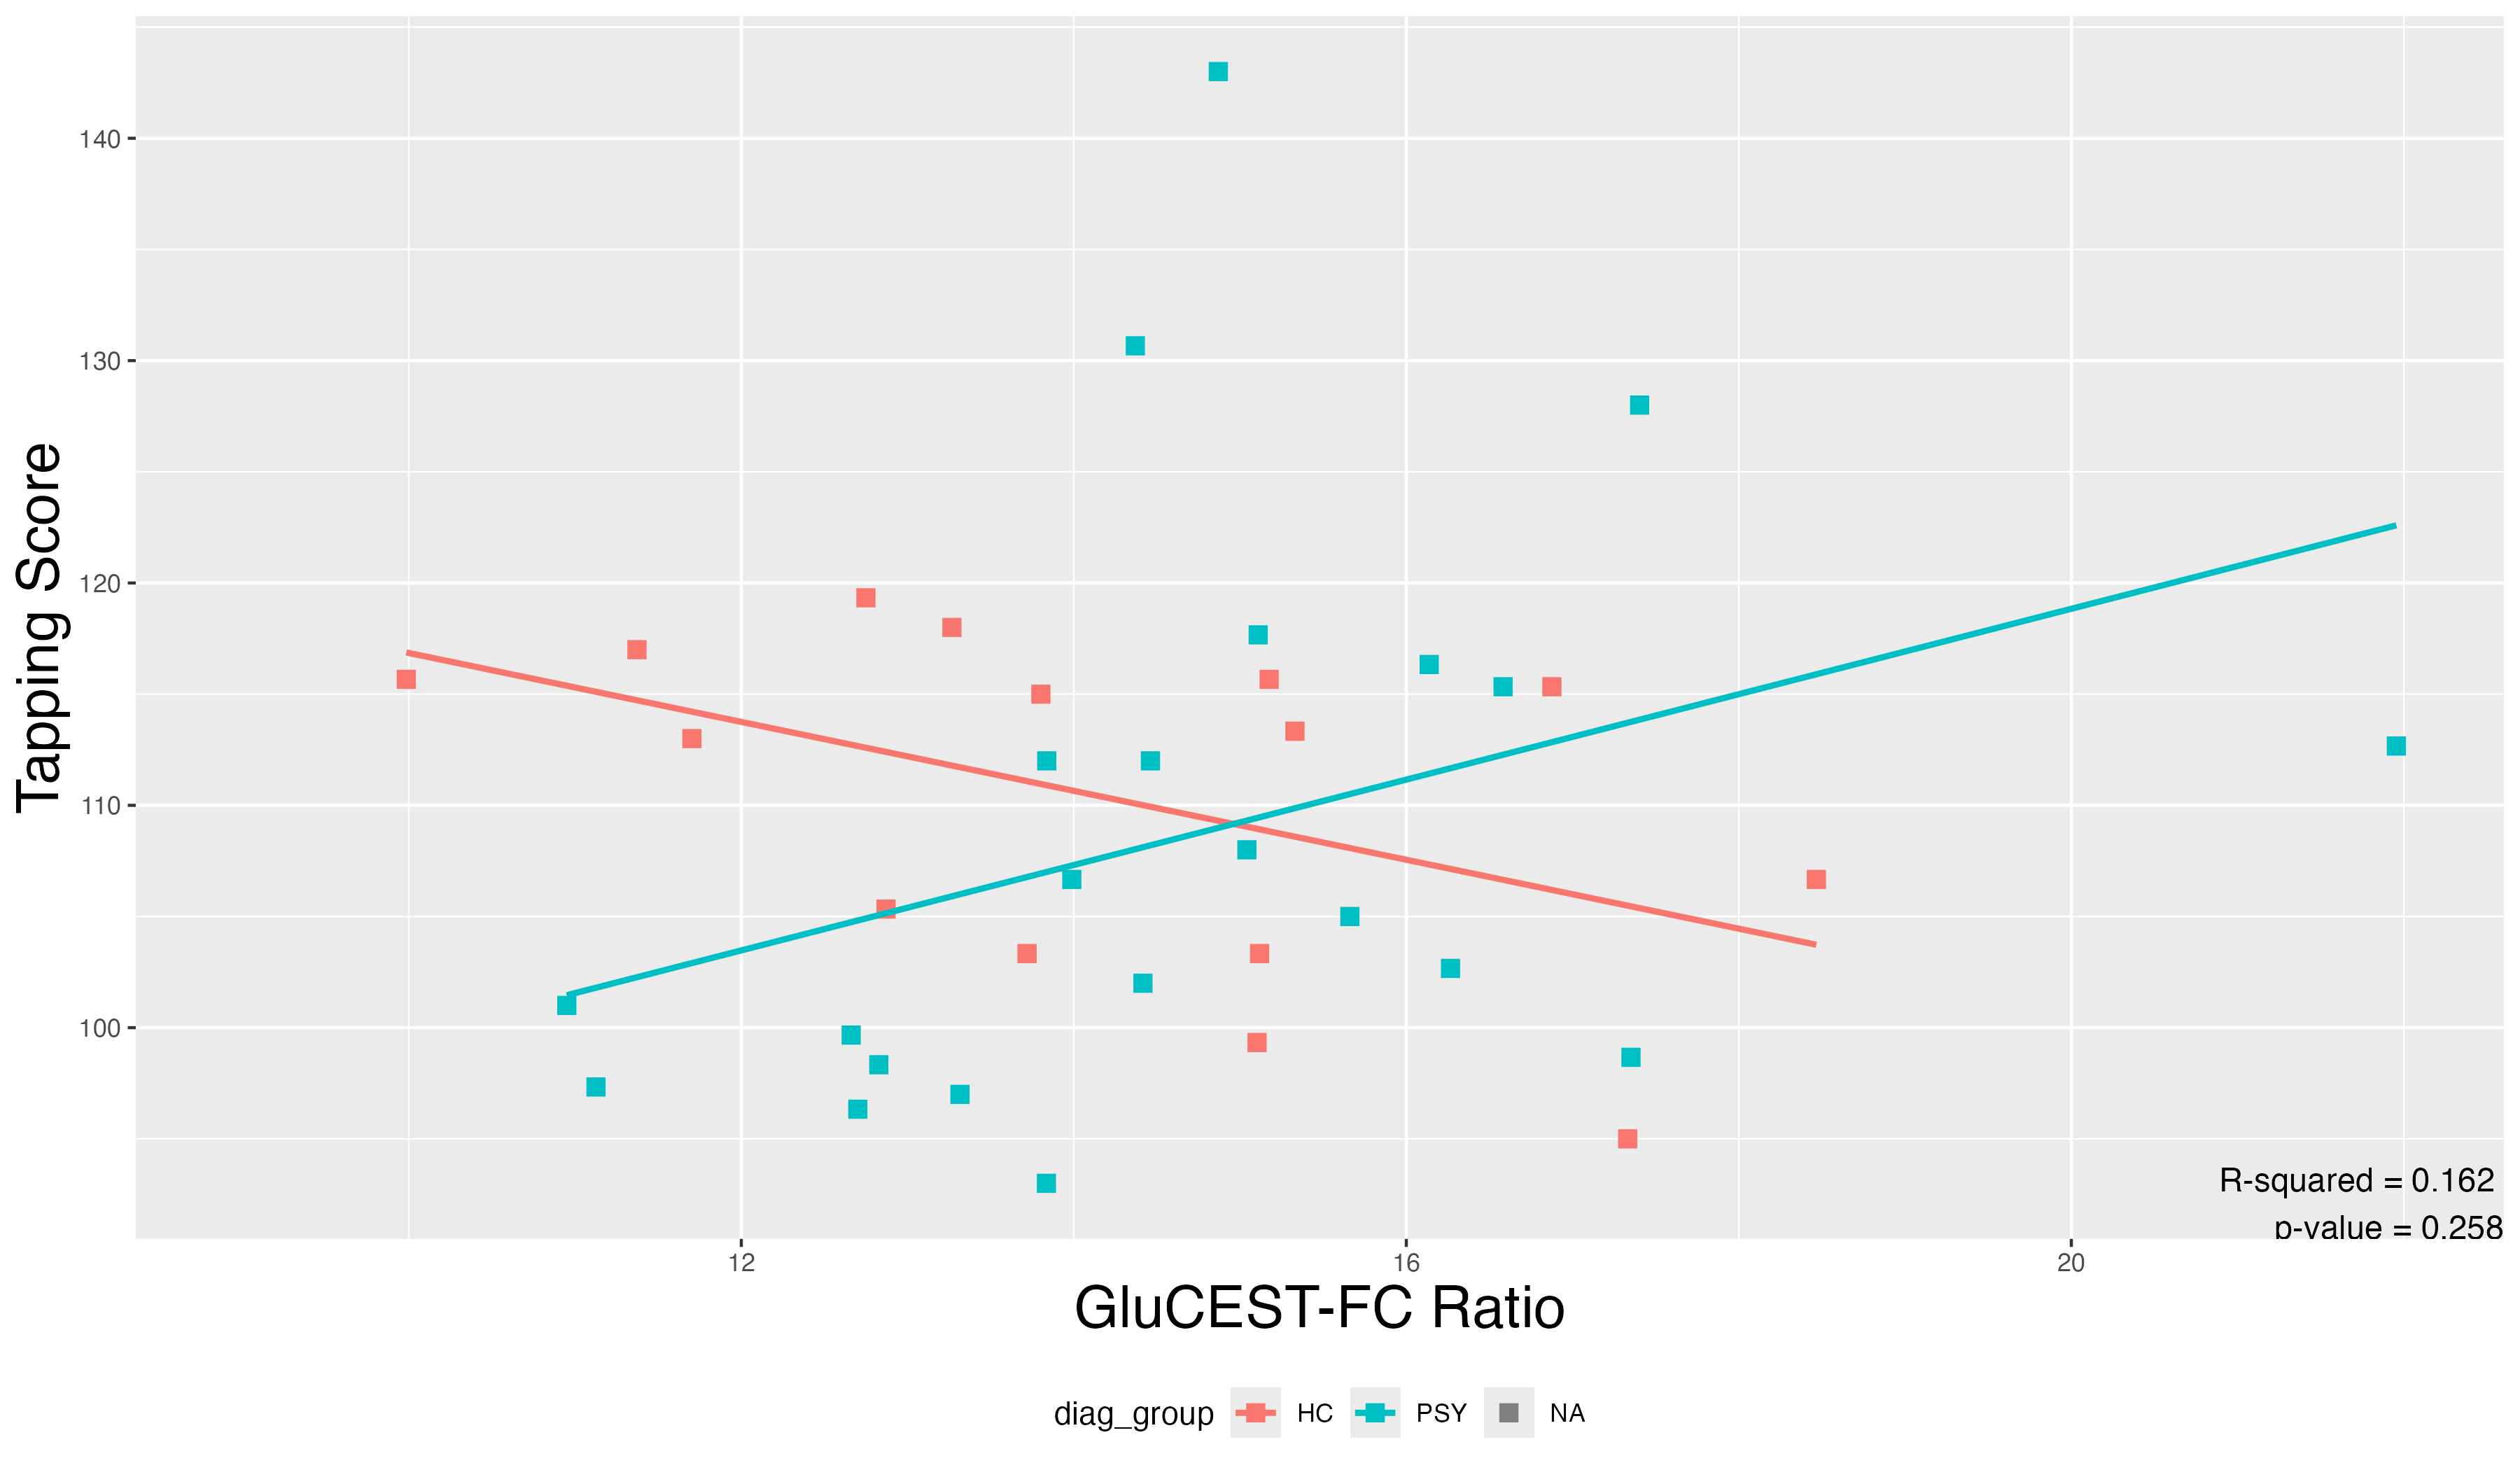 Tapping Score
140
130
120
110
100
R-squared = 0.162
p-value = 0.258
12
16
20
GluCEST-FC Ratio
diag_group
HC
PSY
NA